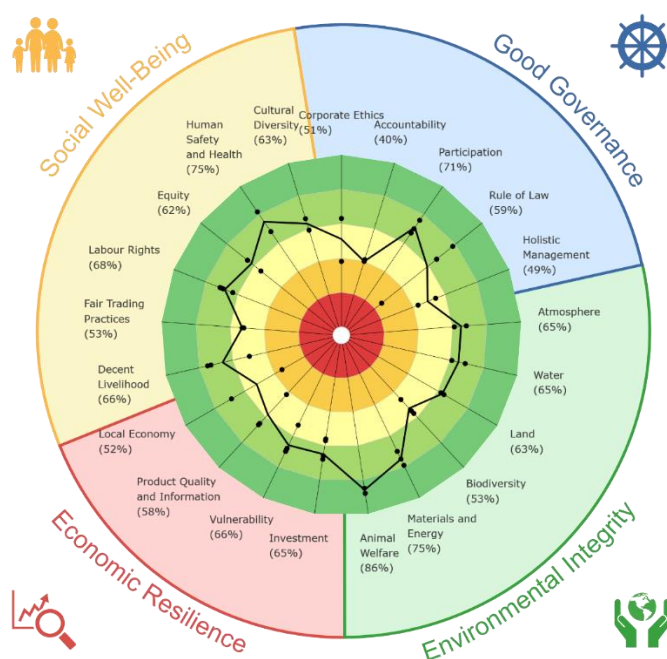 Social Well-Being
Good Governance
Cultural
Diversity
(63%)
Corporate Ethics
(51%)
Accountability
(40%)
Human
Safety
and Health
(75%)
Participation
(71%)
Equity
(62%)
Rule of Law
(59%)
Labour Rights
(68%)
Holistic
Management
(49%)
Fair Trading
Practices
(53%)
Atmosphere
(65%)
Decent
Livelihood
(66%)
Water
(65%)
Local Economy
(52%)
Land
(63%)
Product Quality
and Information
(58%)
Biodiversity
(53%)
Vulnerability
(66%)
Investment
(65%)
Animal
Welfare
(86%)
Materials and
Energy
(75%)
Economic Resilience
Environmental Integrity